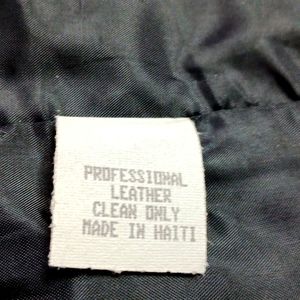 PROFESSIONAL
LEATHER
CLEAN ONLY
MADE IN HAITI